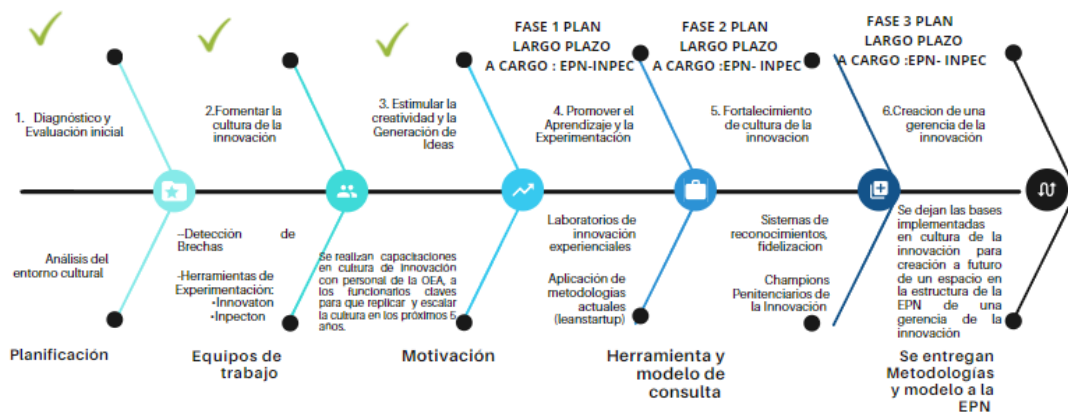 FASE 1 PLAN
LARGO PLAZO
A CARGO : EPN-INPEC
FASE 2 PLAN
LARGO PLAZO
A CARGO :EPN- INPEC
FASE 3 PLAN
LARGO PLAZO
A CARGO :EPN- INPEC
1. Diagnóstico y
Evaluación inicial
2.Fomentar la
cultura de la
innovación
3. Estimular la
creatividad y la
Generación de
Ideas
4. Promover el
Aprendizaje y la
Experimentación
5. Fortalecimiento
de cultura de la
innovacion
6.Creacion de una
gerencia de la
innovación
Análisis del
entorno cultural
--Detección de
Brechas
-Herramientas de
Experimentación:
•Innovaton
•Inpecton
Se realizan capacitaciones
en cultura de innovación
con personal de la OEA, a
los funcionarios claves
para que replicar y escalar
la cultura en los próximos 5
años.
Laboratorios de
innovación
experienciales
Aplicación de
metodologias
actuales
(leanstartup)
Sistemas de
reconocimientos,
fidelizacion
Champions
Penitenciarios de
la Innovación
Se dejan las bases
implementadas
en cultura de la
innovación para
creación a futuro
de un espacio en
la estructura de la
EPN de una
gerencia de la
innovación
Planificación
Equipos de
trabajo
Motivación
Herramienta y
modelo de
consulta
Se entregan
Metodologías
y modelo a la
EPN